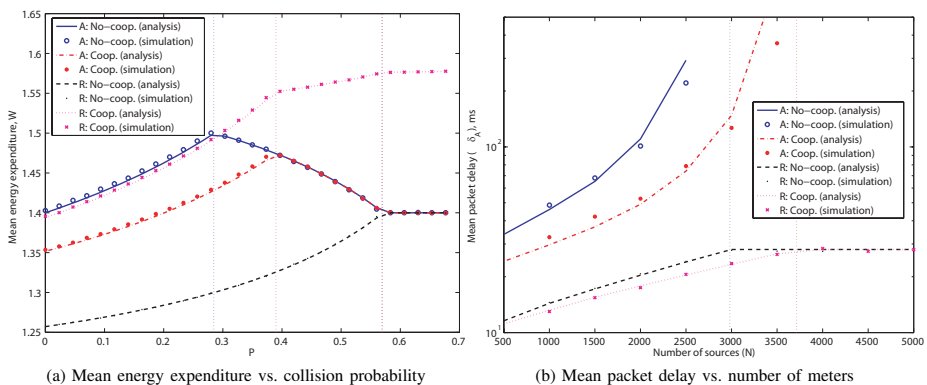 Mean energy expenditure, W
1.65
1.6
1.55
1.5
1.45
1.4
1.35
1.3
1.25
A: No-coop. (analysis)
A: No-coop. (simulation)
A: Coop. (analysis)
A: Coop. (simulation)
R: No-coop. (analysis)
R: No-coop. (simulation)
R: Coop. (analysis)
R: Coop. (simulation)
0 0.1 0.2 0.3 0.4 0.5 0.6 0.7
P
(a) Mean energy expenditure vs. collision probability
Mean packet delay ( δA), ms
10^2
10^1
A: No-coop. (analysis)
A: No-coop. (simulation)
A: Coop. (analysis)
A: Coop. (simulation)
R: No-coop. (analysis)
R: No-coop. (simulation)
R: Coop. (analysis)
R: Coop. (simulation)
500 1000 1500 2000 2500 3000 3500 4000 4500 5000
Number of sources (N)
(b) Mean packet delay vs. number of meters